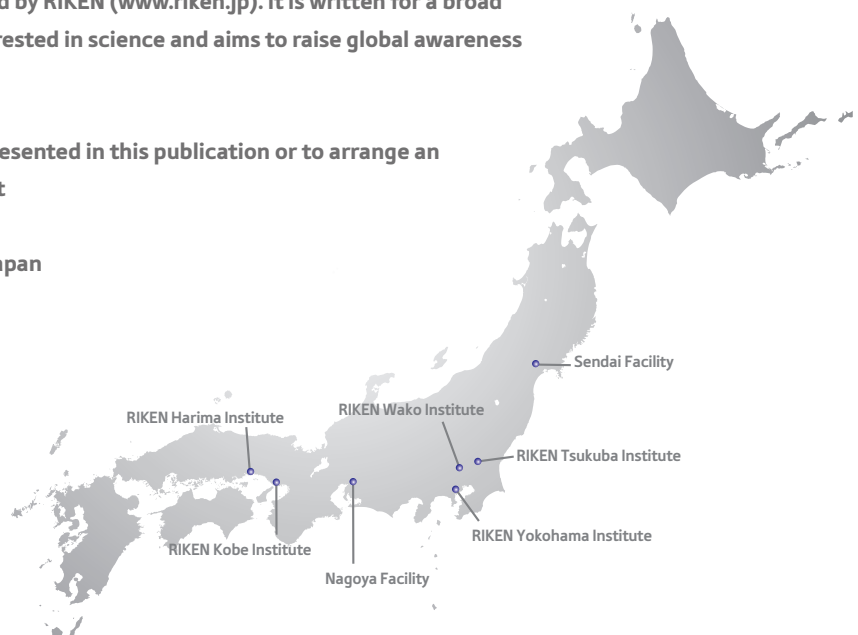 d by RIKEN (www.riken.jp). It is written for a broad
rested in science and aims to raise global awareness
esented in this publication or to arrange an
t
apan
Sendai Facility
RIKEN Harima Institute
RIKEN Wako Institute
RIKEN Tsukuba Institute
RIKEN Yokohama Institute
RIKEN Kobe Institute
Nagoya Facility